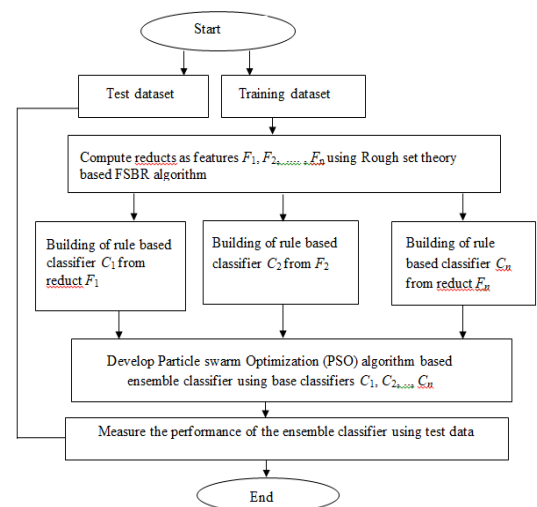 Start
Test dataset
Training dataset
Compute reducts as features F1, F2, ....., Fn using Rough set theory
based FSBR algorithm
Building of rule based
classifier C1 from
reduct F1
Building of rule based
classifier C2 from F2
Building of rule
based classifier Cn
from reduct Fn
Develop Particle swarm Optimization (PSO) algorithm based
ensemble classifier using base classifiers C1, C2, ..., Cn
Measure the performance of the ensemble classifier using test data
End